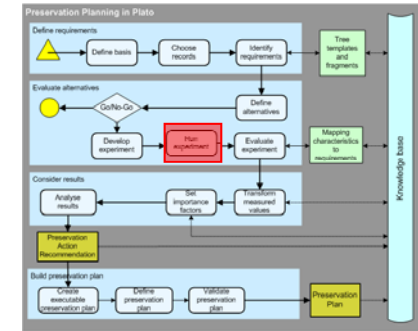 Preservation Planning in Plato
Define requirements
Define basis
Choose
records
Identify
requirements
Tree
templates
and
fragments
Evaluate alternatives
Go/No-Go
Define
alternatives
Develop
experiment
Run
experiment
Evaluate
experiment
Mapping
characteristics
to
requirements
Knowledge base
Consider results
Analyse
results
Set
importance
factors
Transform
measured
values
Preservation
Action
Recommendation
Build preservation plan
Create
executable
preservation plan
Define
preservation
plan
Validate
preservation
plan
Preservation
Plan